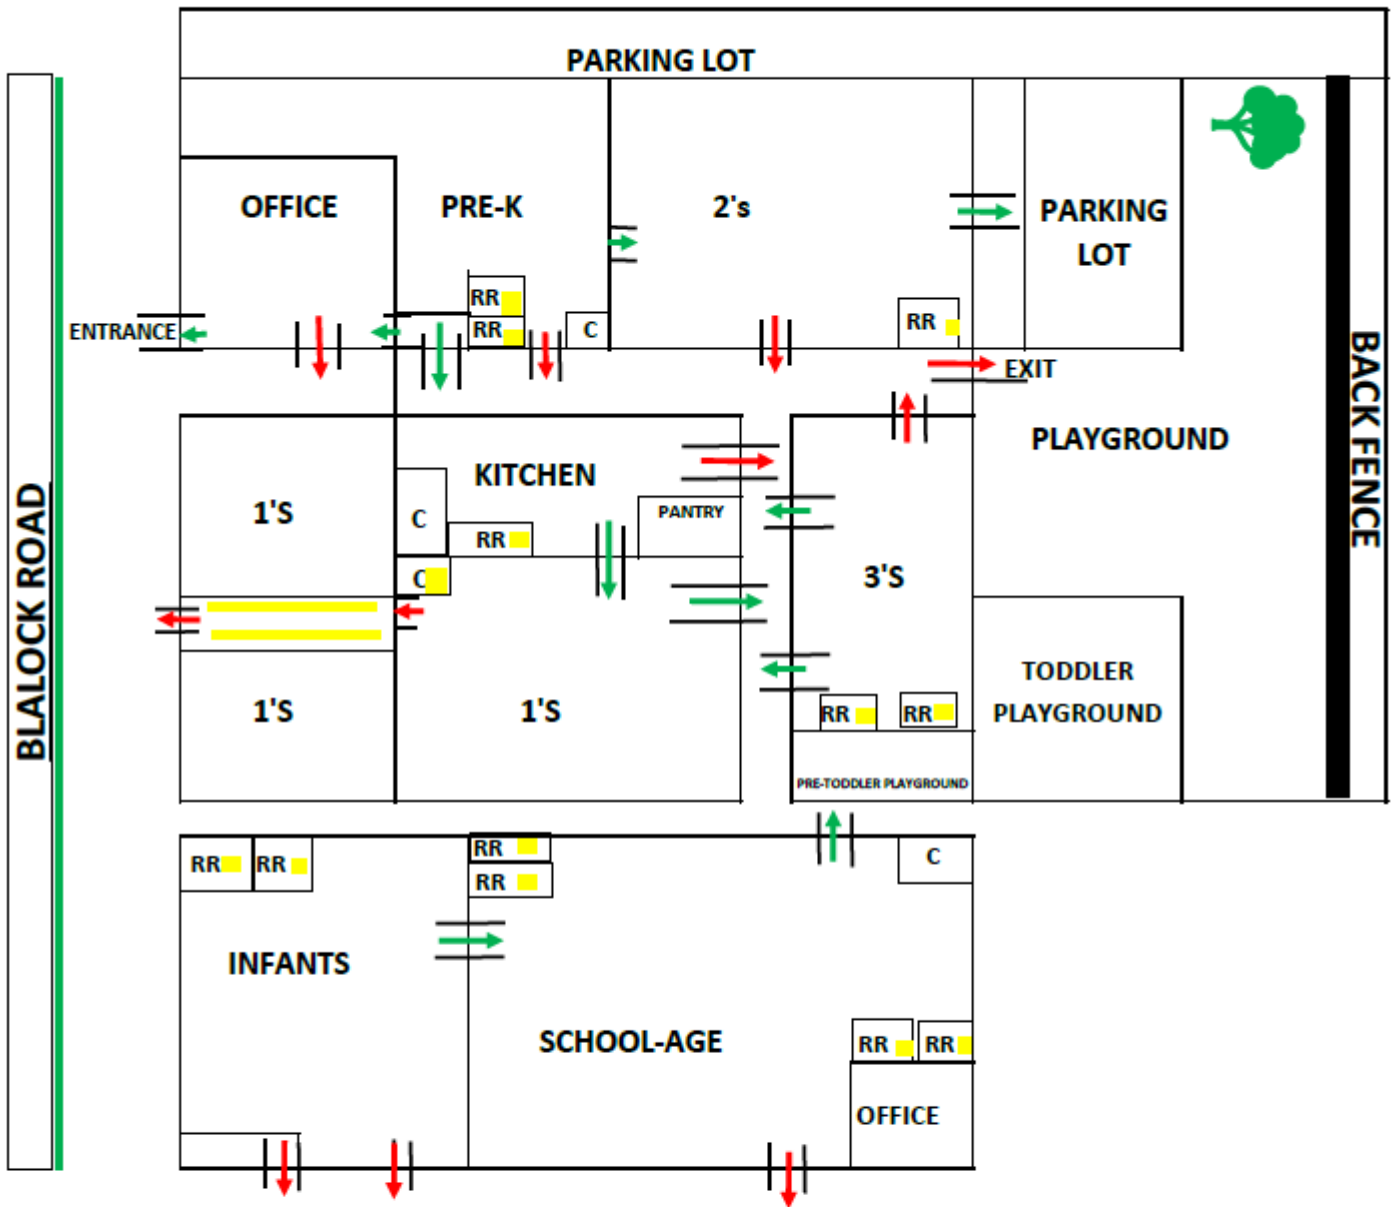 PARKING LOT
OFFICE
PRE-K
2's
PARKING
LOT
RR
RR
C
RR
ENTRANCE
EXIT
BLALOCK ROAD
BACK FENCE
PLAYGROUND
1'S
C
KITCHEN
PANTRY
RR
C
3'S
1'S
1'S
RR
RR
TODDLER
PLAYGROUND
PRE-TODDLER PLAYGROUND
RR
RR
RR
RR
C
INFANTS
SCHOOL-AGE
RR
RR
OFFICE